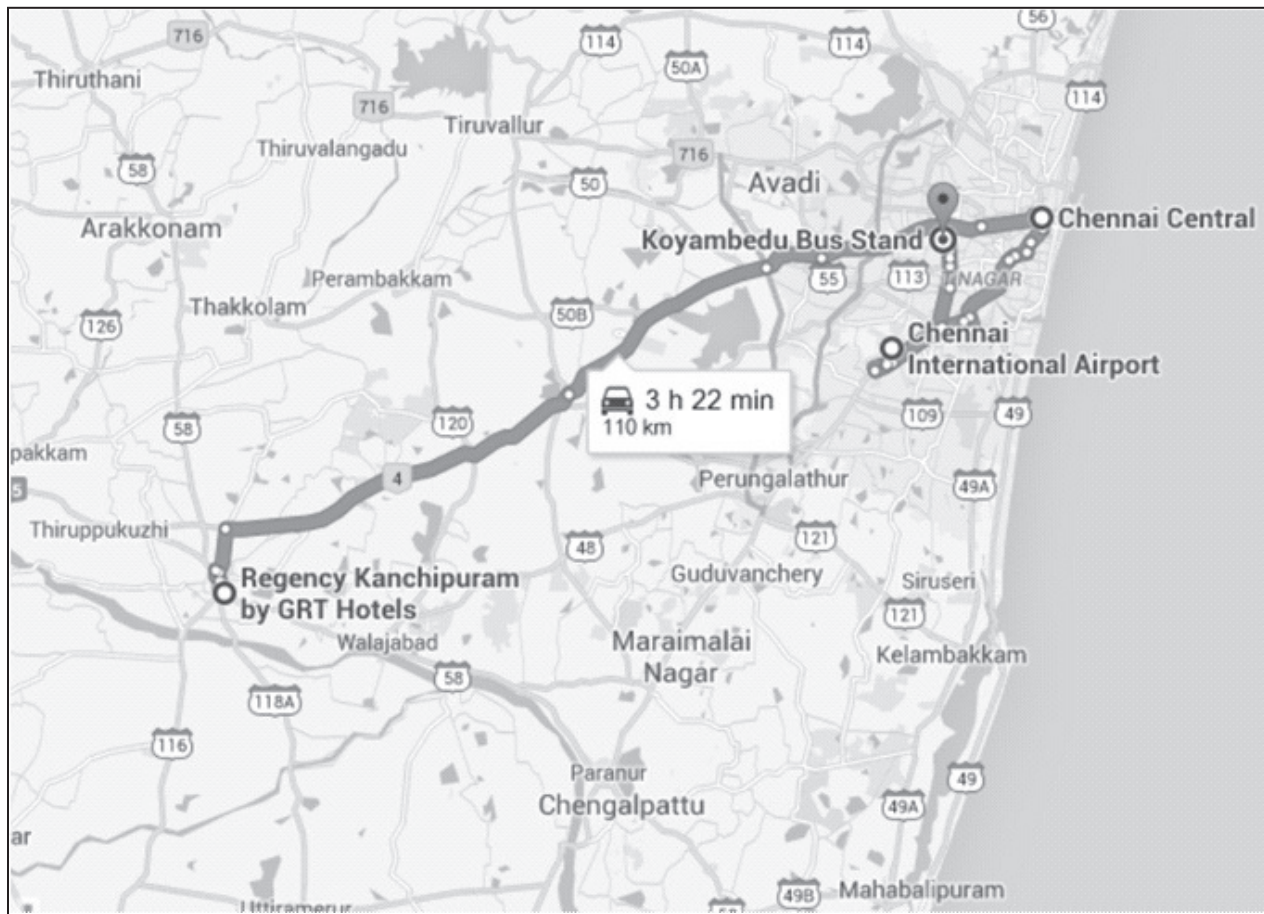 56
716
114
114
50A
Thiruthani
114
716
Tiruvallur
Thiruvalangadu
716
58
50
Avadi
Arakkonam
Chennai Central
Koyambedu Bus Stand
Perambakkam
55
113
NAGAR
Thakkolam
50B
126
Chennai
International Airport
3 h 22 min
110 km
120
109
49
58
pakkam
4
Perungalathur
49A
5
Thiruppukuzhi
48
121
Regency Kanchipuram
by GRT Hotels
Guduvanchery
Siruseri
121
Walajabad
Maraimalai
Nagar
Kelambakkam
58
118A
116
Paranur
49
Chengalpattu
49A
ar
49B
Mahabalipuram
Uttiramerur
58